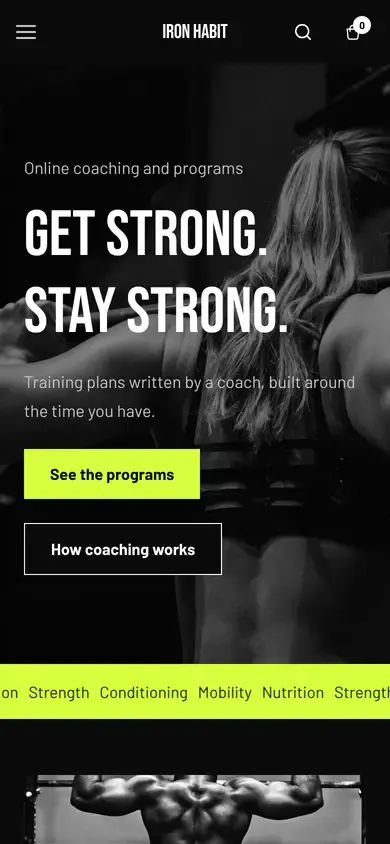 IRON HABIT
0
Online coaching and programs
GET STRONG.
STAY STRONG.
Training plans written by a coach, built around
the time you have.
See the programs
How coaching works
on Strength Conditioning Mobility Nutrition Strength